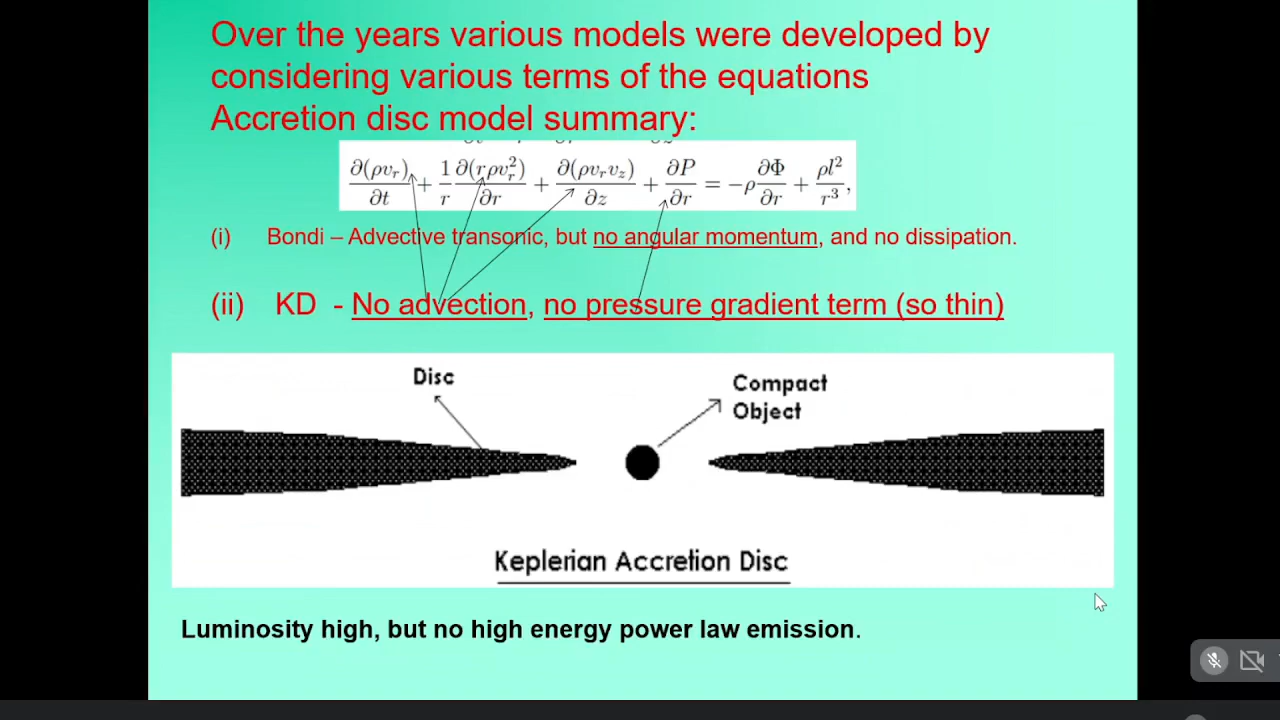 Over the years various models were developed by
considering various terms of the equations
Accretion disc model summary:
∂(ρv_r)/∂t + 1/r ∂(rρv_r²)/∂r + ∂(ρv_r v_z)/∂z + ∂P/∂r = −ρ ∂Φ/∂r + ρl²/r³,
(i) Bondi – Advective transonic, but no angular momentum, and no dissipation.
(ii) KD - No advection, no pressure gradient term (so thin)
Disc
Compact
Object
Keplerian Accretion Disc
Luminosity high, but no high energy power law emission.